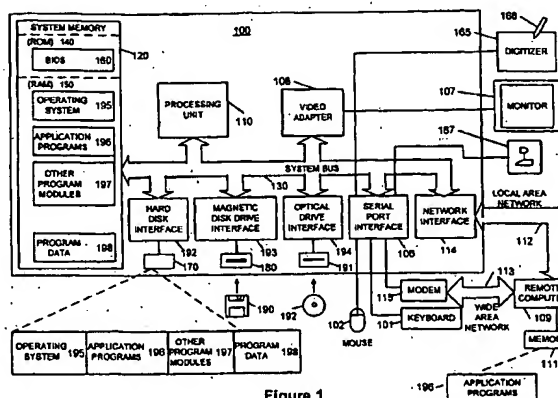 SYSTEM MEMORY
(ROM) 140
BIOS 160
(RAM) 150
OPERATING SYSTEM 195
APPLICATION PROGRAMS 196
OTHER PROGRAM MODULES 197
PROGRAM DATA 198
120
100
PROCESSING UNIT
110
108
VIDEO ADAPTER
166
165
DIGITIZER
107
MONITOR
167
SYSTEM BUS
130
HARD DISK INTERFACE
192
MAGNETIC DISK DRIVE INTERFACE
193
OPTICAL DRIVE INTERFACE
194
SERIAL PORT INTERFACE
106
NETWORK INTERFACE
114
LOCAL AREA NETWORK
112
170
180
191
190
192
102
MOUSE
115
MODEM
101
KEYBOARD
113
WIDE AREA NETWORK
REMOTE COMPUTE
109
MEMO
111
OPERATING SYSTEM 195
APPLICATION PROGRAMS 196
OTHER PROGRAM MODULES 197
PROGRAM DATA 198
196
APPLICATION PROGRAMS
Figure 1